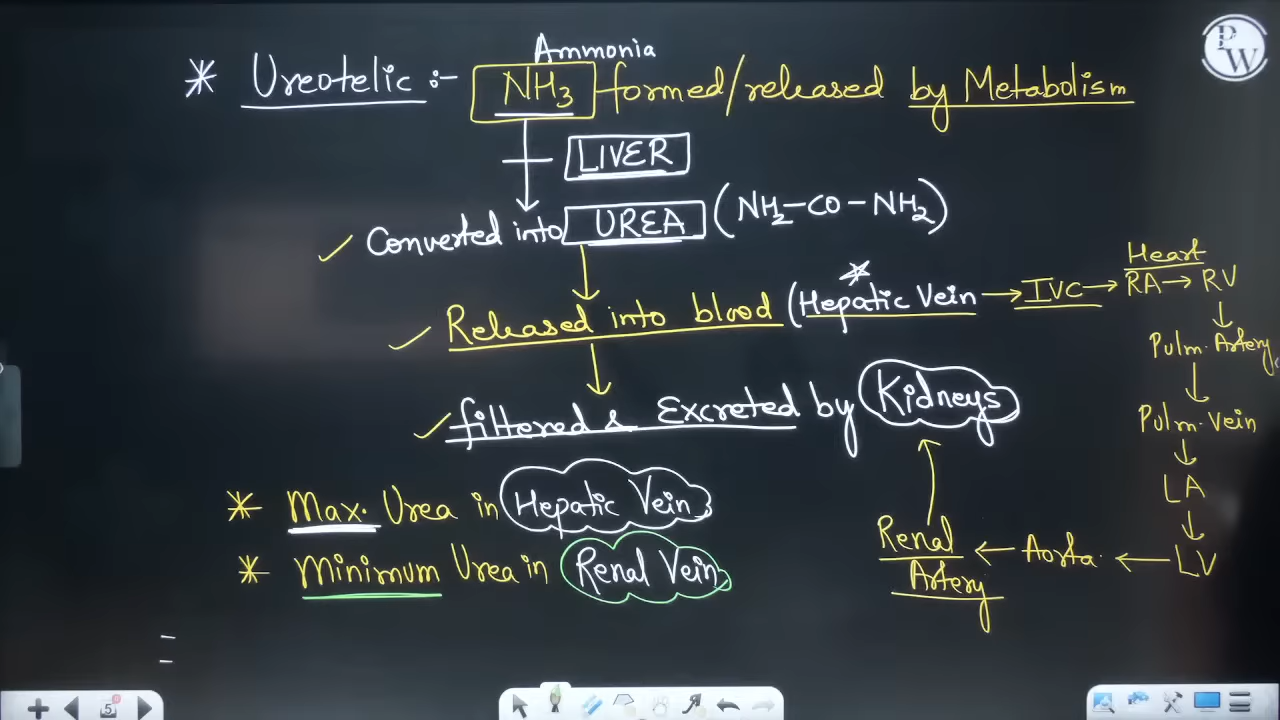 PW
Ammonia
* Ureotelic :- NH3 formed/released by Metabolism
LIVER
✓ Converted into UREA (NH2-CO-NH2)
Heart
✓ Released into blood (Hepatic Vein → IVC → RA → RV
Pulm. Artery
✓ filtered & Excreted by Kidneys
Pulm. Vein
LA
* Max. Urea in Hepatic Vein
Renal Artery ← Aorta ← LV
* Minimum Urea in Renal Vein
=
5